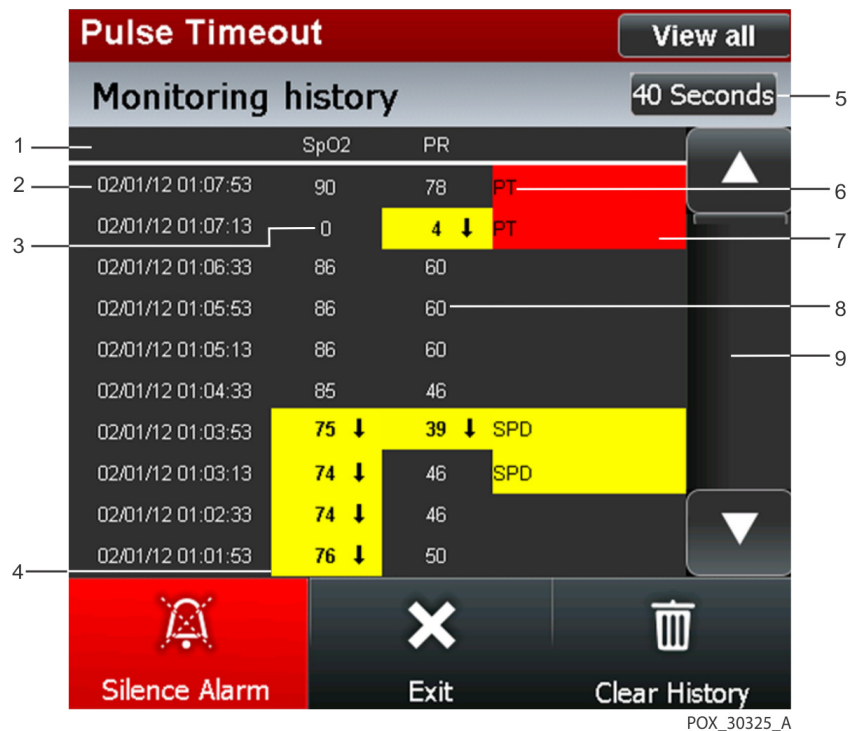 Pulse Timeout View all
Monitoring history 40 Seconds 5
1 SpO2 PR
2 02/01/12 01:07:53 90 78 PT 6
3 02/01/12 01:07:13 0 4 ↓ PT 7
02/01/12 01:06:33 86 60
02/01/12 01:05:53 86 60 8
02/01/12 01:05:13 86 60 9
02/01/12 01:04:33 85 46
02/01/12 01:03:53 75 ↓ 39 ↓ SPD
02/01/12 01:03:13 74 ↓ 46 SPD
02/01/12 01:02:33 74 ↓ 46
4 02/01/12 01:01:53 76 ↓ 50
Silence Alarm Exit Clear History
POX_30325_A